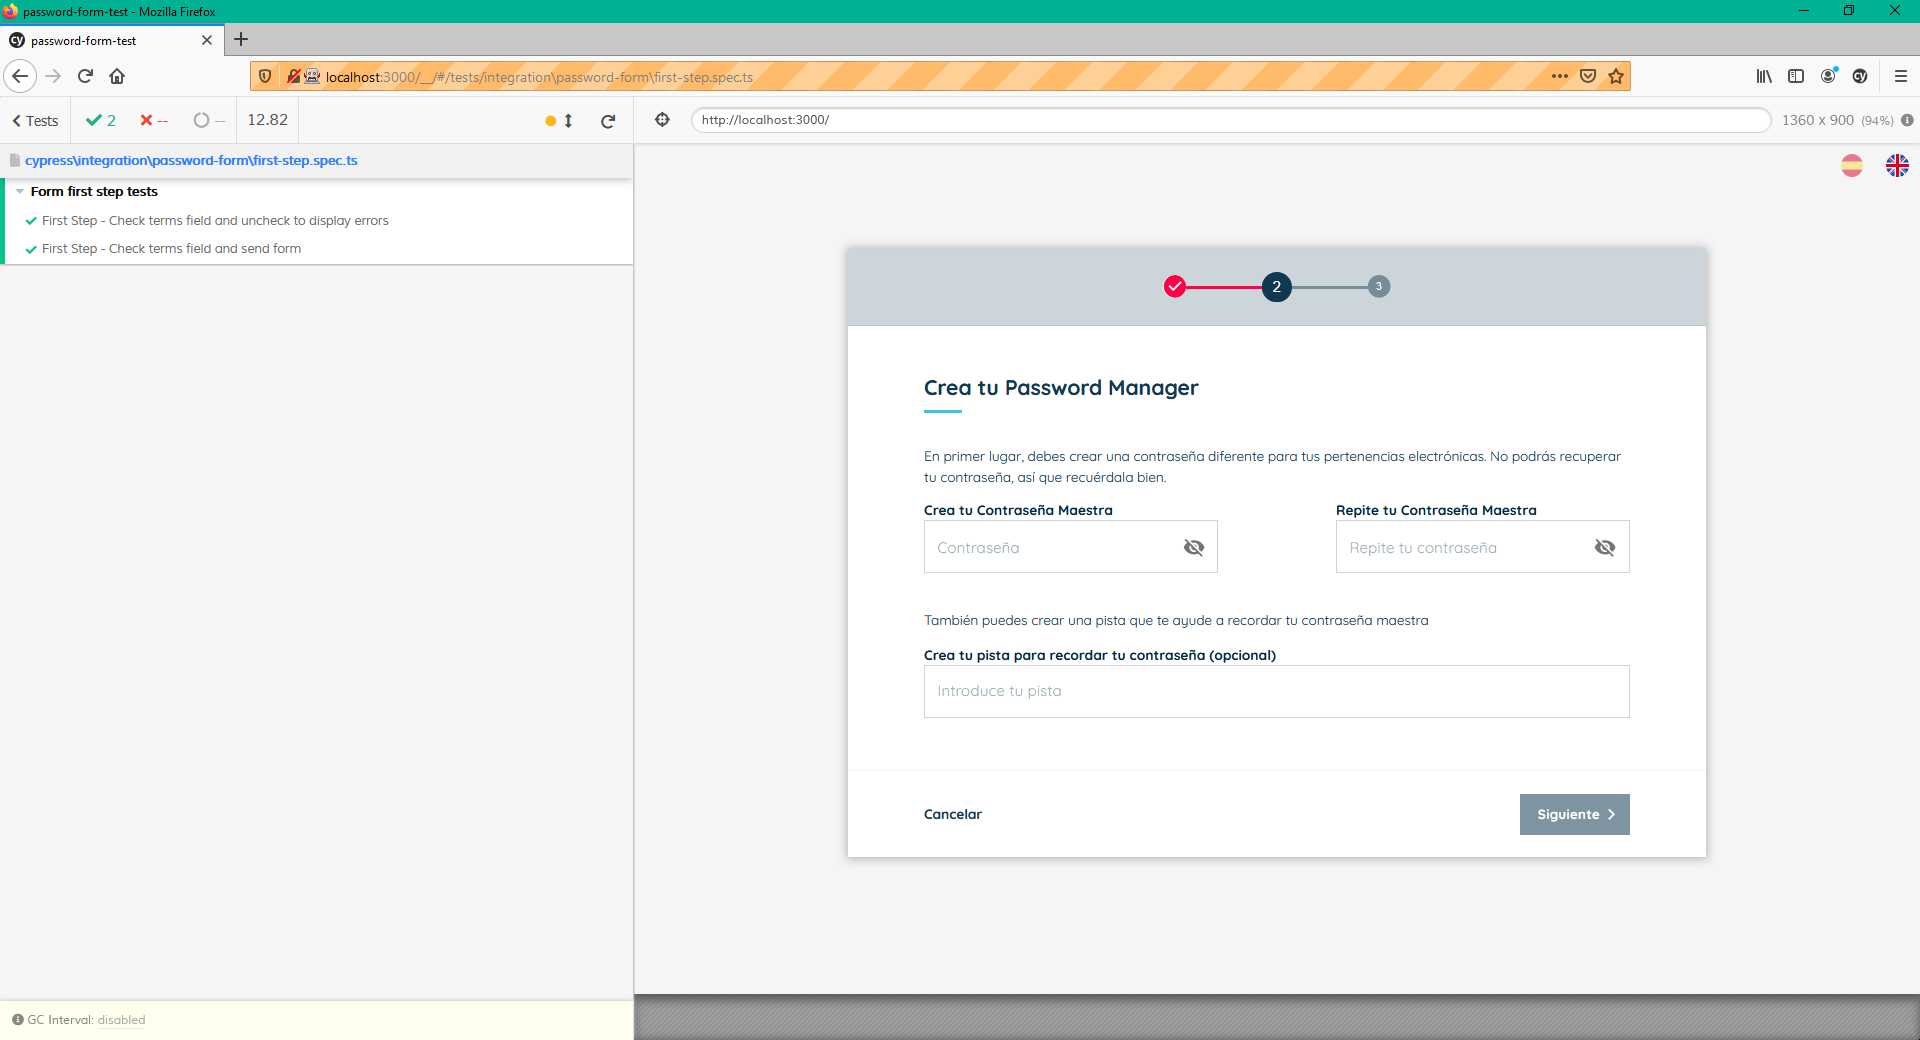 password-form-test - Mozilla Firefox
password-form-test
localhost:3000/__/#/tests/integration\password-form\first-step.spec.ts
Tests 2 -- -- 12.82
http://localhost:3000/ 1360 x 900 (94%)
cypress\integration\password-form\first-step.spec.ts
Form first step tests
First Step - Check terms field and uncheck to display errors
First Step - Check terms field and send form
2 3
Crea tu Password Manager
En primer lugar, debes crear una contraseña diferente para tus pertenencias electrónicas. No podrás recuperar
tu contraseña, así que recuérdala bien.
Crea tu Contraseña Maestra
Contraseña
Repite tu Contraseña Maestra
Repite tu contraseña
También puedes crear una pista que te ayude a recordar tu contraseña maestra
Crea tu pista para recordar tu contraseña (opcional)
Introduce tu pista
Cancelar
Siguiente
GC Interval: disabled